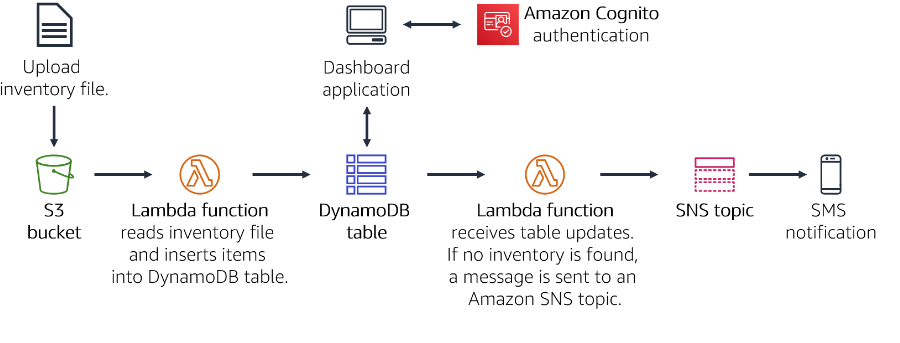 Amazon Cognito
authentication
Upload
inventory file.
Dashboard
application
S3
bucket
Lambda function
reads inventory file
and inserts items
into DynamoDB table.
DynamoDB
table
Lambda function
receives table updates.
If no inventory is found,
a message is sent to an
Amazon SNS topic.
SNS topic
SMS
notification